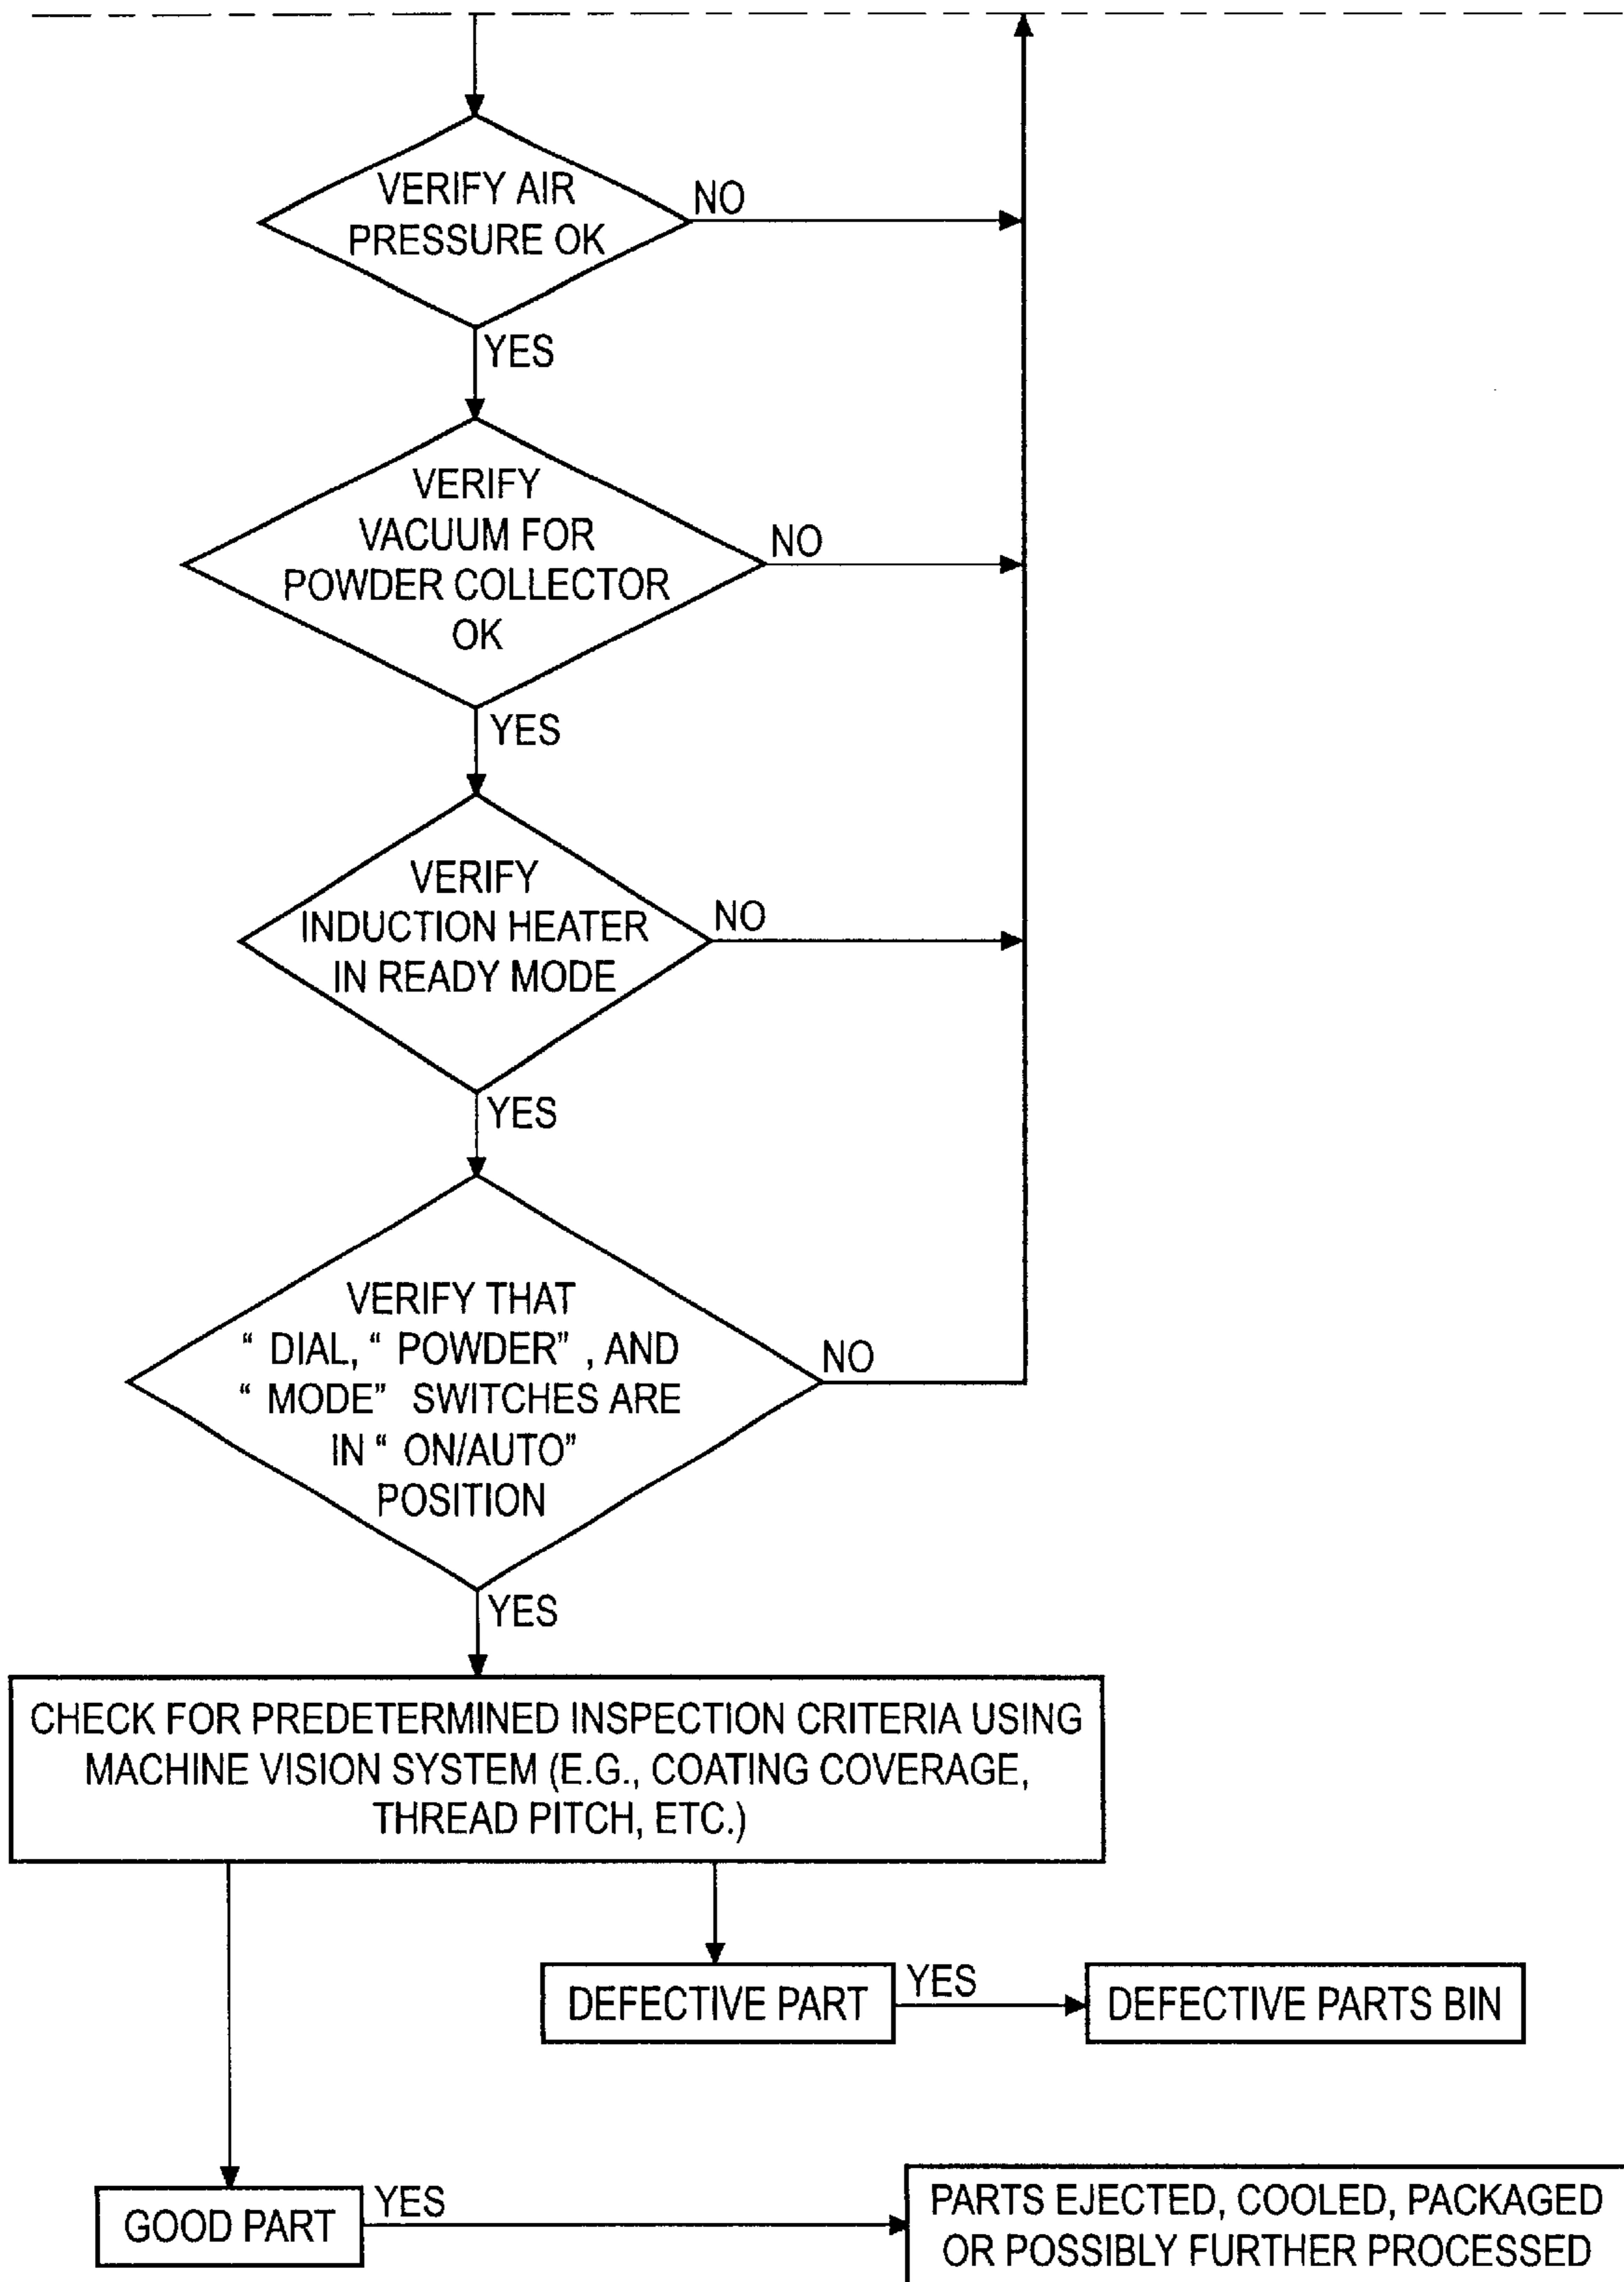 VERIFY AIR
PRESSURE OK
NO
YES
VERIFY
VACUUM FOR
POWDER COLLECTOR
OK
NO
YES
VERIFY
INDUCTION HEATER
IN READY MODE
NO
YES
VERIFY THAT
“ DIAL, “ POWDER” , AND
“ MODE” SWITCHES ARE
IN “ ON/AUTO”
POSITION
NO
YES
CHECK FOR PREDETERMINED INSPECTION CRITERIA USING
MACHINE VISION SYSTEM (E.G., COATING COVERAGE,
THREAD PITCH, ETC.)
DEFECTIVE PART
YES
DEFECTIVE PARTS BIN
GOOD PART
YES
PARTS EJECTED, COOLED, PACKAGED
OR POSSIBLY FURTHER PROCESSED